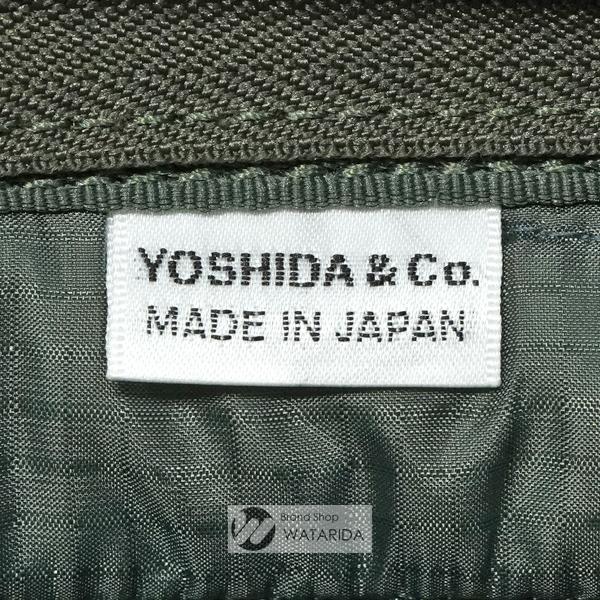 YOSHIDA & Co.
MADE IN JAPAN
Brand Shop
WATARIDA